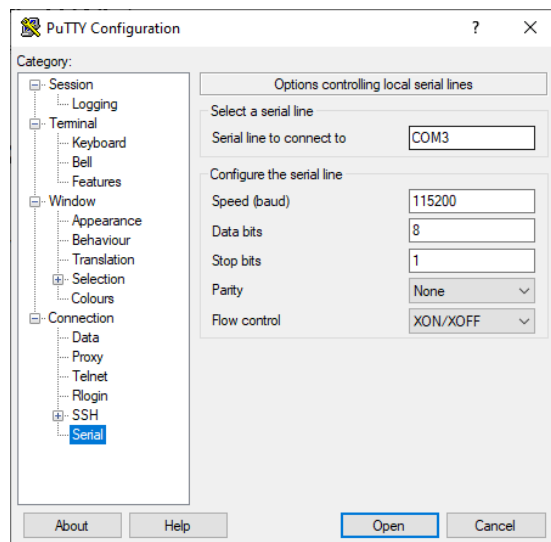 PuTTY Configuration
?
Category:
Session
Logging
Terminal
Keyboard
Bell
Features
Window
Appearance
Behaviour
Translation
Selection
Colours
Connection
Data
Proxy
Telnet
Rlogin
SSH
Serial
Options controlling local serial lines
Select a serial line
Serial line to connect to COM3
Configure the serial line
Speed (baud) 115200
Data bits 8
Stop bits 1
Parity None
Flow control XON/XOFF
About Help Open Cancel